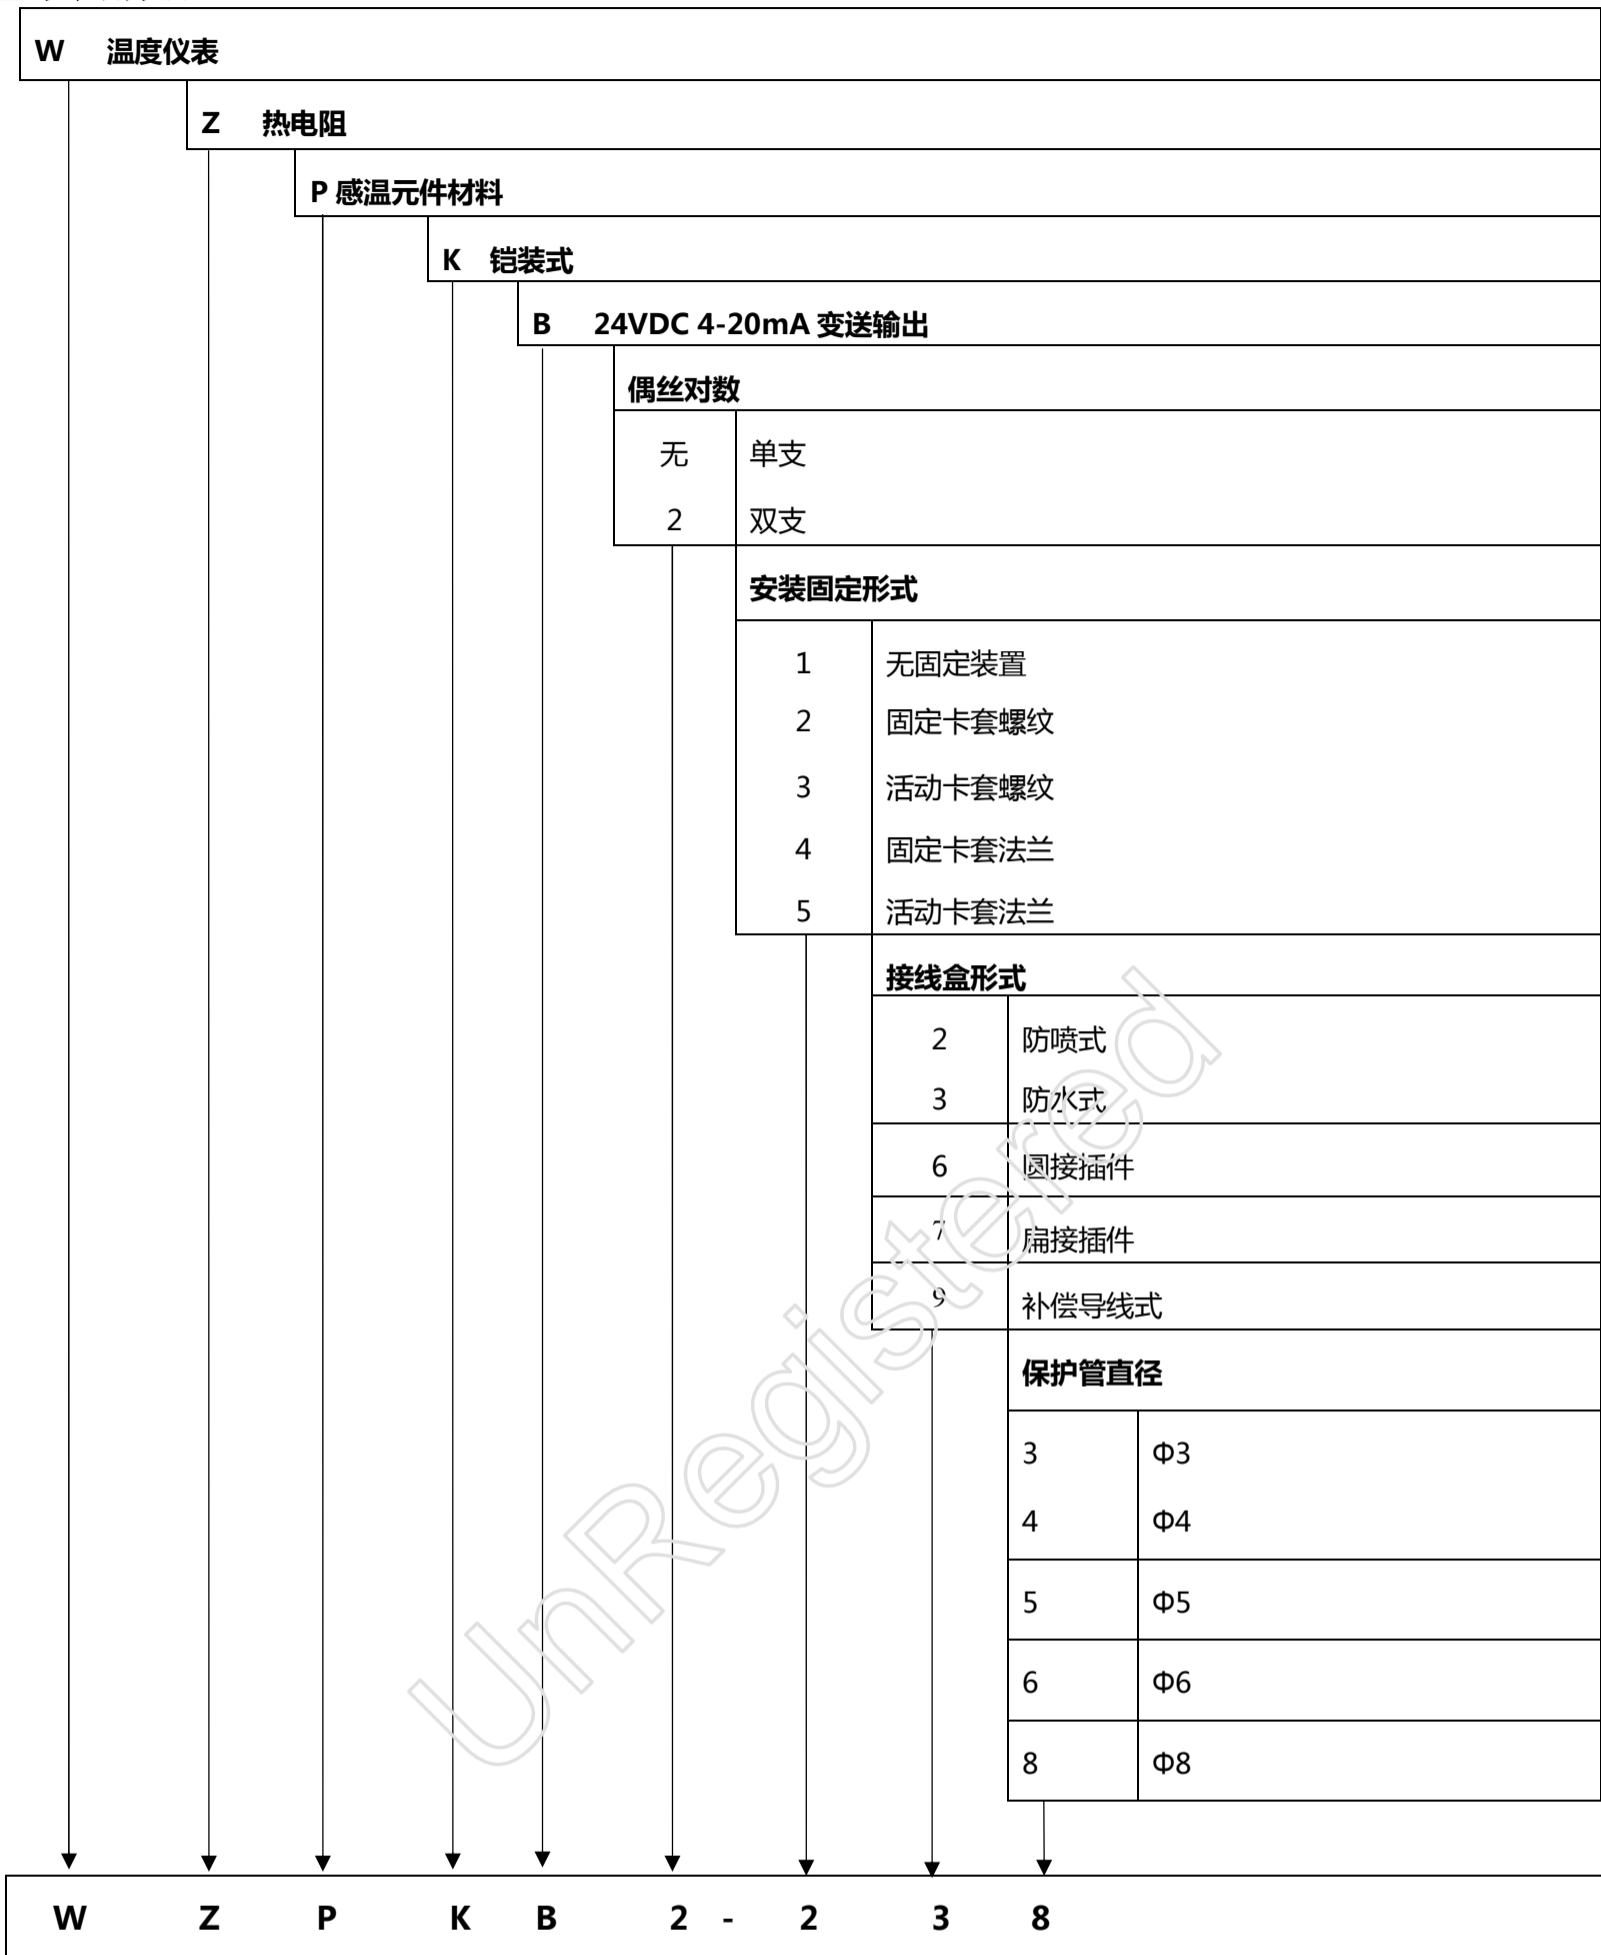 W 温度仪表
Z 热电阻
P 感温元件材料
K 铠装式
B 24VDC 4-20mA 变送输出
偶丝对数
无 单支
2 双支
安装固定形式
1 无固定装置
2 固定卡套螺纹
3 活动卡套螺纹
4 固定卡套法兰
5 活动卡套法兰
接线盒形式
2 防喷式
3 防水式
6 圆接插件
7 扁接插件
9 补偿导线式
保护管直径
3 Φ3
4 Φ4
5 Φ5
6 Φ6
8 Φ8
W Z P K B 2 - 2 3 8
UnRegistered